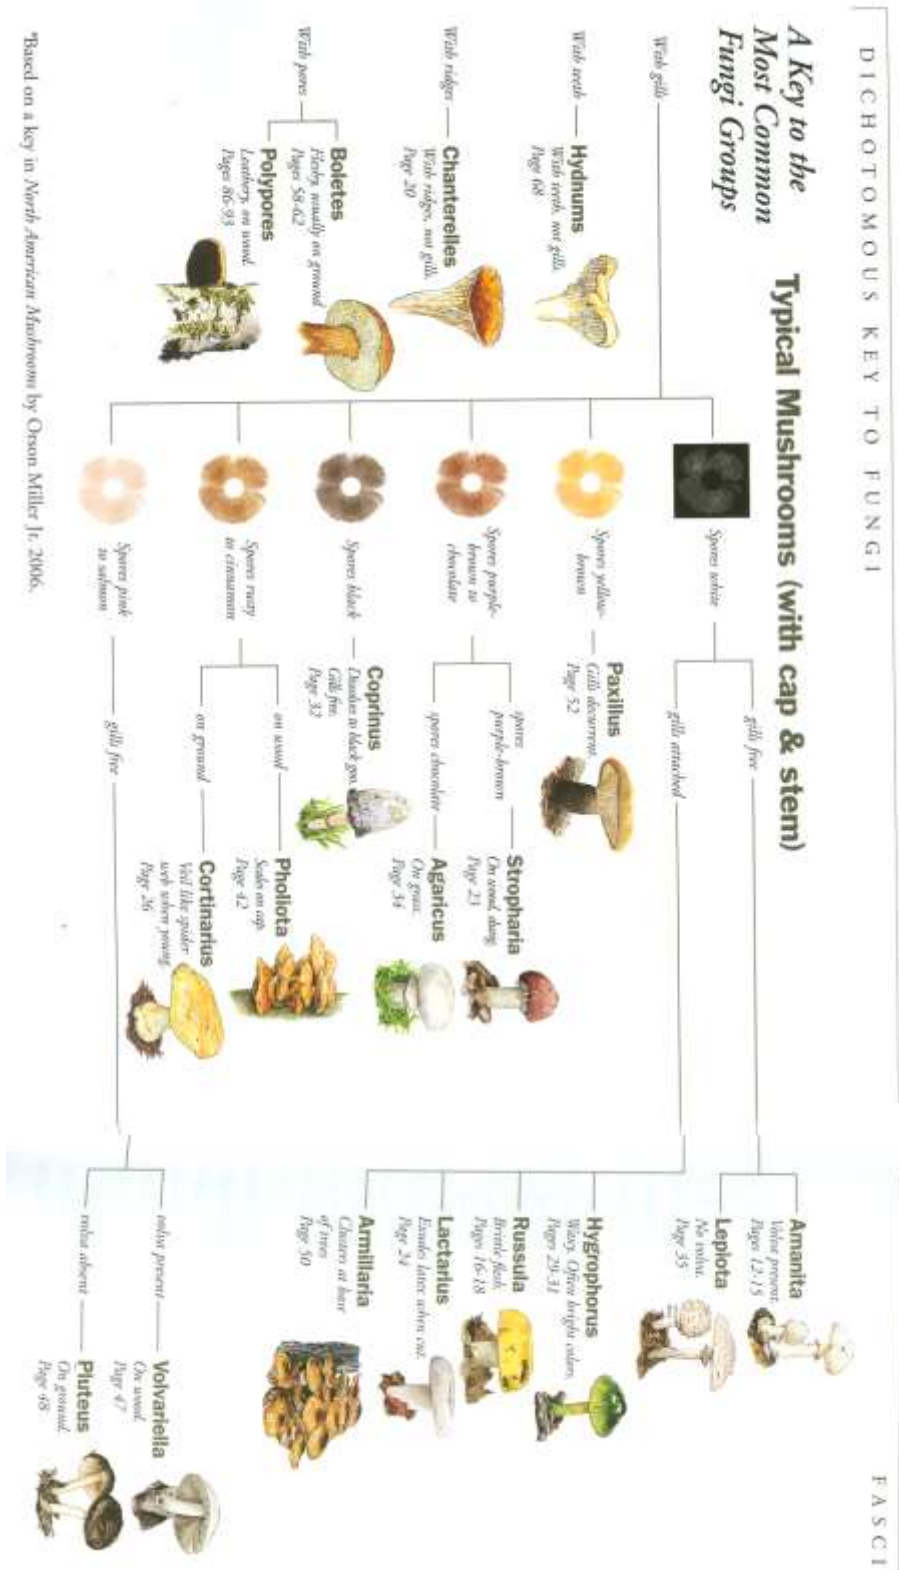 DICHOTOMOUS KEY TO FUNGI
FASCI
A Key to the
Most Common
Fungi Groups
Typical Mushrooms (with cap & stem)
With gills
With teeth
Hydnums
With teeth, not gills.
Page 68
With ridges
Chanterelles
With ridges, not gills.
Page 20
With pores
Boletes
Fleshy, usually on ground
Pages 58-62
Polypores
Leathery, on wood.
Pages 86-93
Spores white
gills free
Amanita
Volva present.
Pages 12-15
Lepiota
No volva.
Page 35
gills attached
Hygrophorus
Waxy. Often bright colors.
Pages 29-31
Russula
Brittle flesh.
Pages 16-18
Lactarius
Exudes latex when cut.
Page 24
Armillaria
Clusters at base
of trees
Page 50
Spores yellow-
brown
Paxillus
Gills decurrent.
Page 52
Spores purple-
brown to
chocolate
spores
purple-brown
Stropharia
On wood, dung
Page 23
spores chocolate
Agaricus
On grass.
Page 34
Spores black
Coprinus
Dissolves to black goo.
Gills free.
Page 32
Spores rusty
to cinnamon
on wood
Pholiota
Scales on cap.
Page 42
on ground
Cortinarius
Veil like spider
web when young.
Page 26
Spores pink
to salmon
gills free
volva present
Volvariella
On wood.
Page 47
volva absent
Pluteus
On ground.
Page 48
*Based on a key in North American Mushrooms by Orson Miller Jr. 2006.